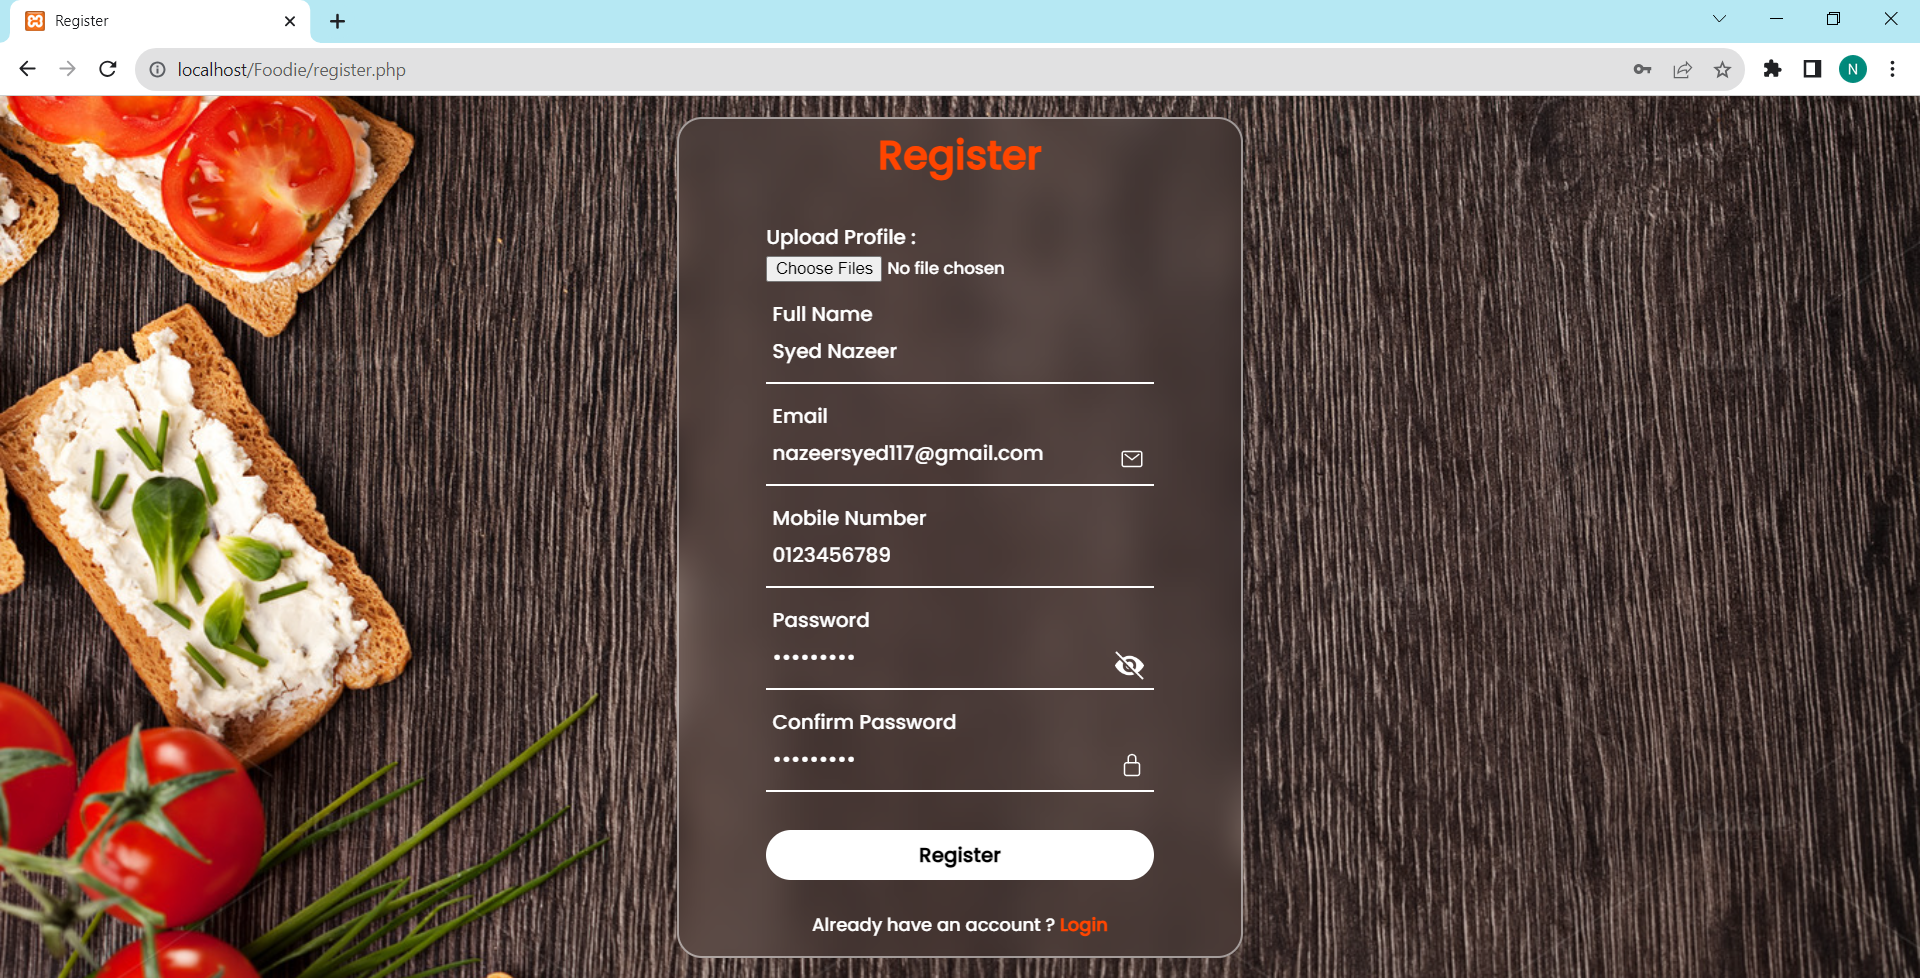 Register
localhost/Foodie/register.php
N
Register
Upload Profile :
Choose Files No file chosen
Full Name
Syed Nazeer
Email
nazeersyed117@gmail.com
Mobile Number
0123456789
Password
•••••••••
Confirm Password
•••••••••
Register
Already have an account ? Login